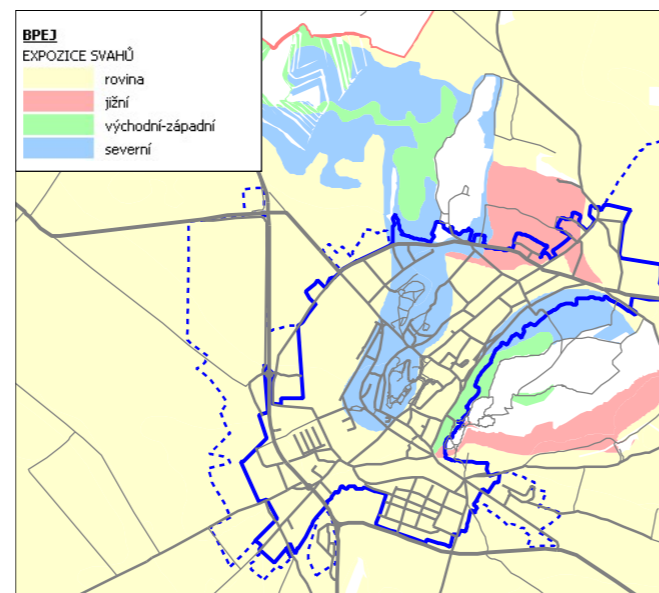 BPEJ
EXPOZICE SVAHŮ
rovina
jižní
východní-západní
severní